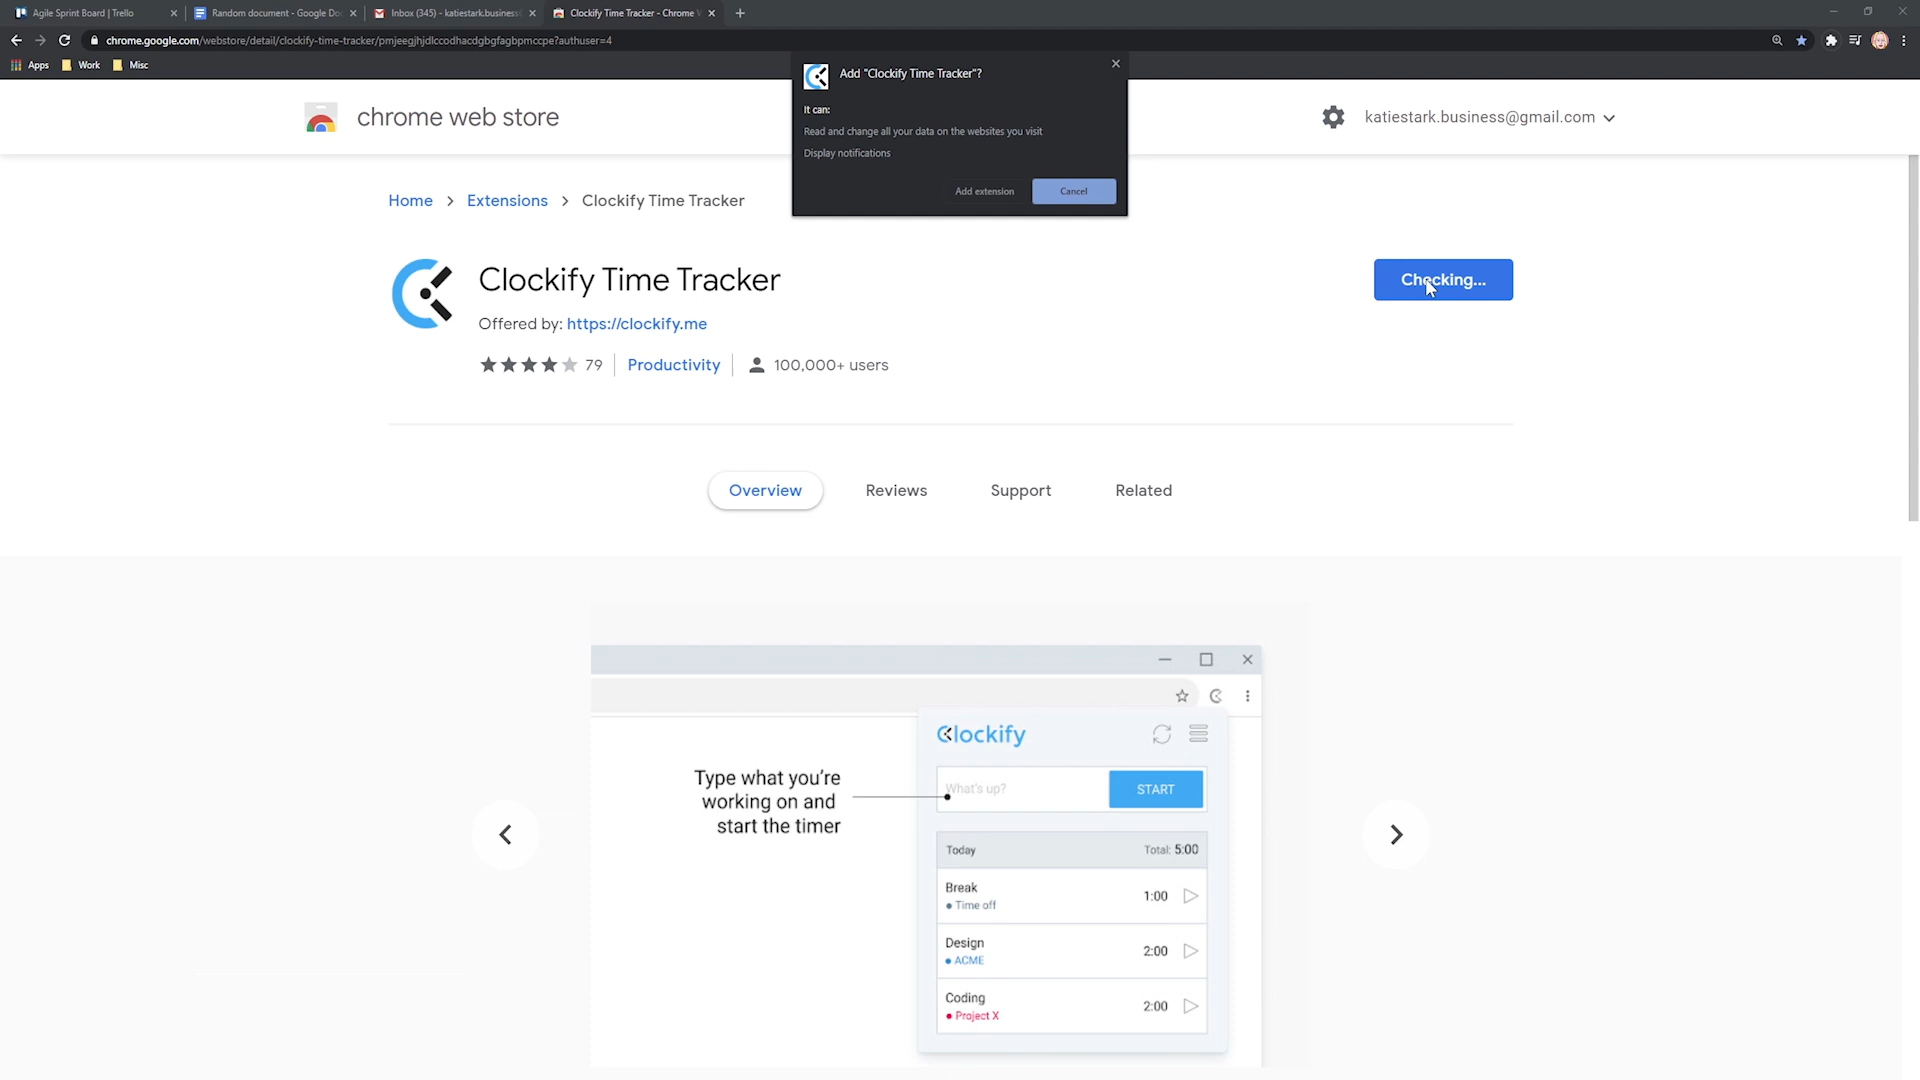 Agile Sprint Board | Trello
Random document - Google Do
Inbox (345) - katiestark.business
Clockify Time Tracker - Chrome
chrome.google.com/webstore/detail/clockify-time-tracker/pmjeegjhjdlccodhacdgbgfagbpmccpe?authuser=4
Apps
Work
Misc
Add "Clockify Time Tracker"?
It can:
Read and change all your data on the websites you visit
Display notifications
Add extension
Cancel
chrome web store
katiestark.business@gmail.com
Home
Extensions
Clockify Time Tracker
Clockify Time Tracker
Checking...
Offered by: https://clockify.me
79
Productivity
100,000+ users
Overview
Reviews
Support
Related
Clockify
Type what you're
working on and
start the timer
What's up?
START
Today
Total: 5:00
Break
1:00
Time off
Design
2:00
ACME
Coding
2:00
Project X